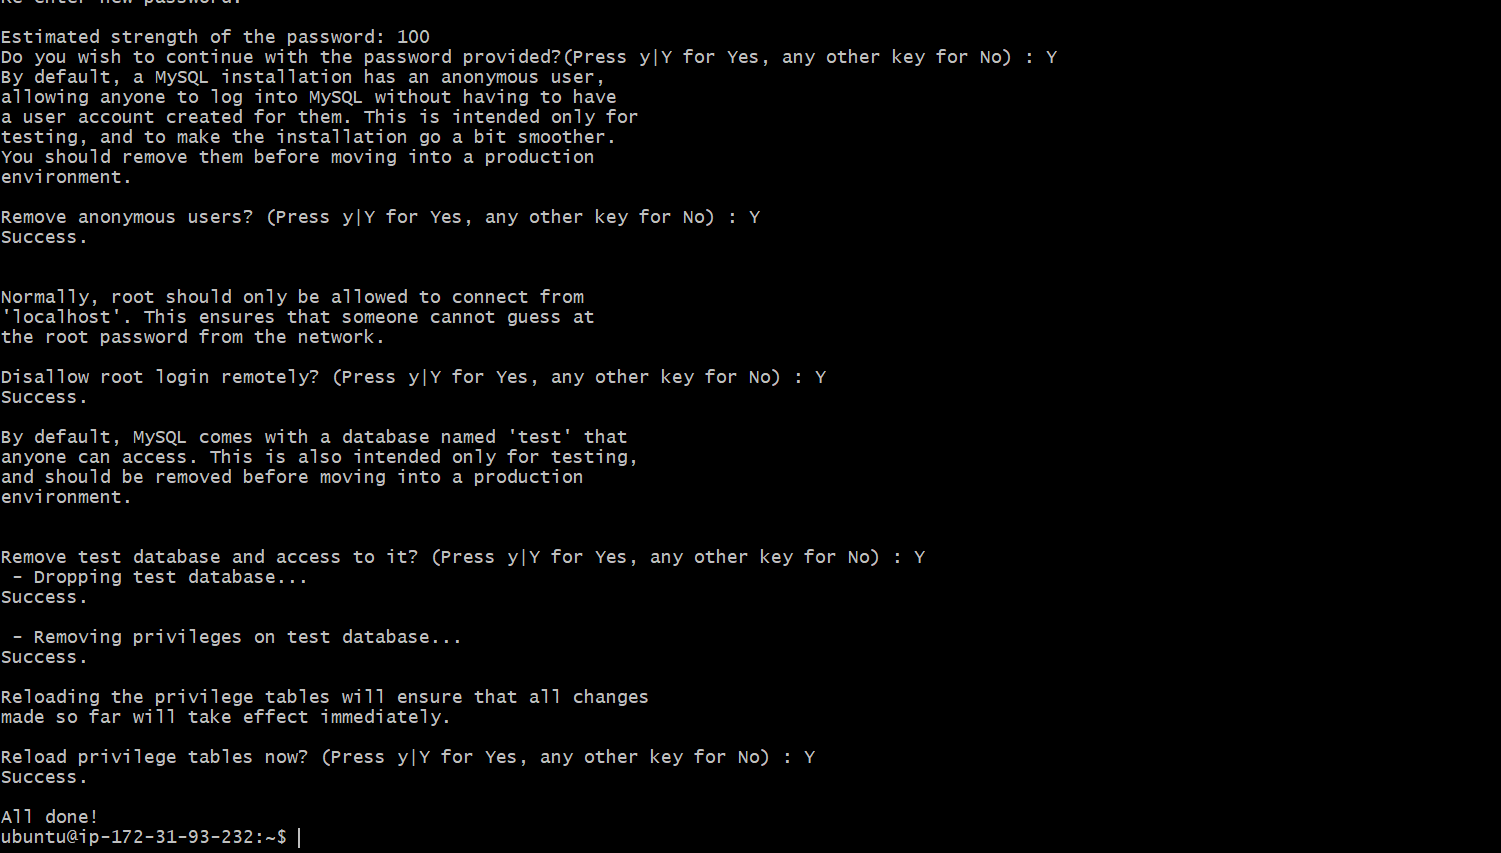 Re-enter new password:
Estimated strength of the password: 100
Do you wish to continue with the password provided?(Press y|Y for Yes, any other key for No) : Y
By default, a MySQL installation has an anonymous user,
allowing anyone to log into MySQL without having to have
a user account created for them. This is intended only for
testing, and to make the installation go a bit smoother.
You should remove them before moving into a production
environment.
Remove anonymous users? (Press y|Y for Yes, any other key for No) : Y
Success.
Normally, root should only be allowed to connect from
'localhost'. This ensures that someone cannot guess at
the root password from the network.
Disallow root login remotely? (Press y|Y for Yes, any other key for No) : Y
Success.
By default, MySQL comes with a database named 'test' that
anyone can access. This is also intended only for testing,
and should be removed before moving into a production
environment.
Remove test database and access to it? (Press y|Y for Yes, any other key for No) : Y
- Dropping test database...
Success.
- Removing privileges on test database...
Success.
Reloading the privilege tables will ensure that all changes
made so far will take effect immediately.
Reload privilege tables now? (Press y|Y for Yes, any other key for No) : Y
Success.
All done!
ubuntu@ip-172-31-93-232:~$